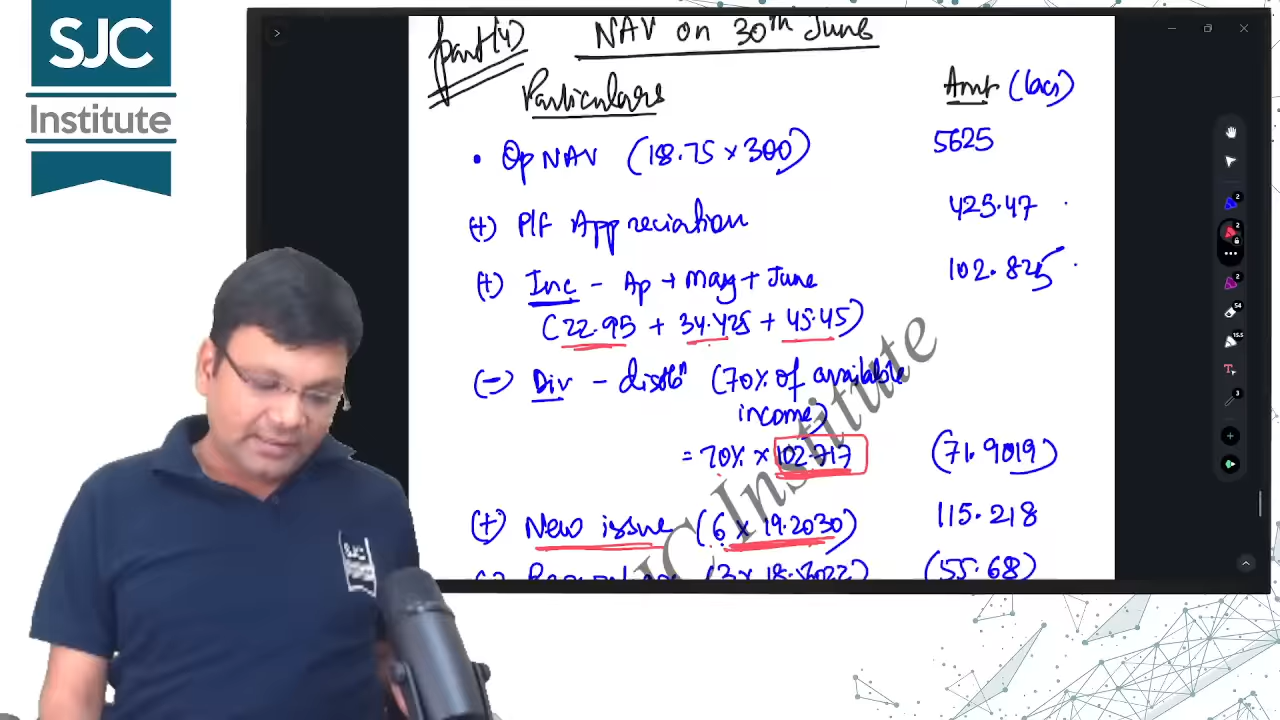 SJC
Institute
Part (4)
NAV on 30th June
Particulars
Amt (lacs)
• Op NAV (18.75 x 300)
5625
(+) P/F Appreciation
425.47
(+) Inc - Ap + May + June
102.825
(22.95 + 34.425 + 45.45)
(-) Div - distbn (70% of available
income)
= 70% x 102.717
(71.9019)
(+) New issue (6 x 19.2030)
115.218
(55.68)
SJC
JC Institute